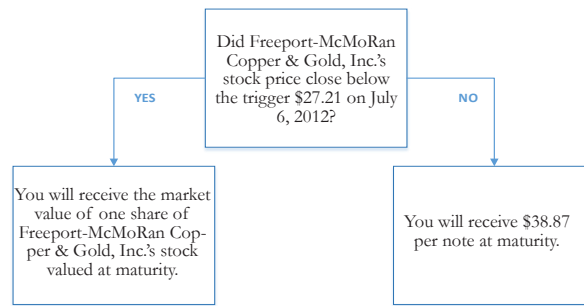 Did Freeport-McMoRan
Copper & Gold, Inc.'s
stock price close below
the trigger $27.21 on July
6, 2012?
YES
NO
You will receive the market
value of one share of
Freeport-McMoRan Cop-
per & Gold, Inc.'s stock
valued at maturity.
You will receive $38.87
per note at maturity.